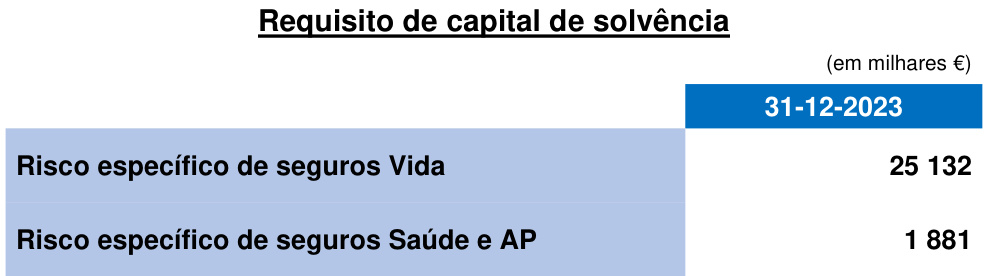 Requisito de capital de solvência
(em milhares €)
31-12-2023
Risco específico de seguros Vida 25 132
Risco específico de seguros Saúde e AP 1 881